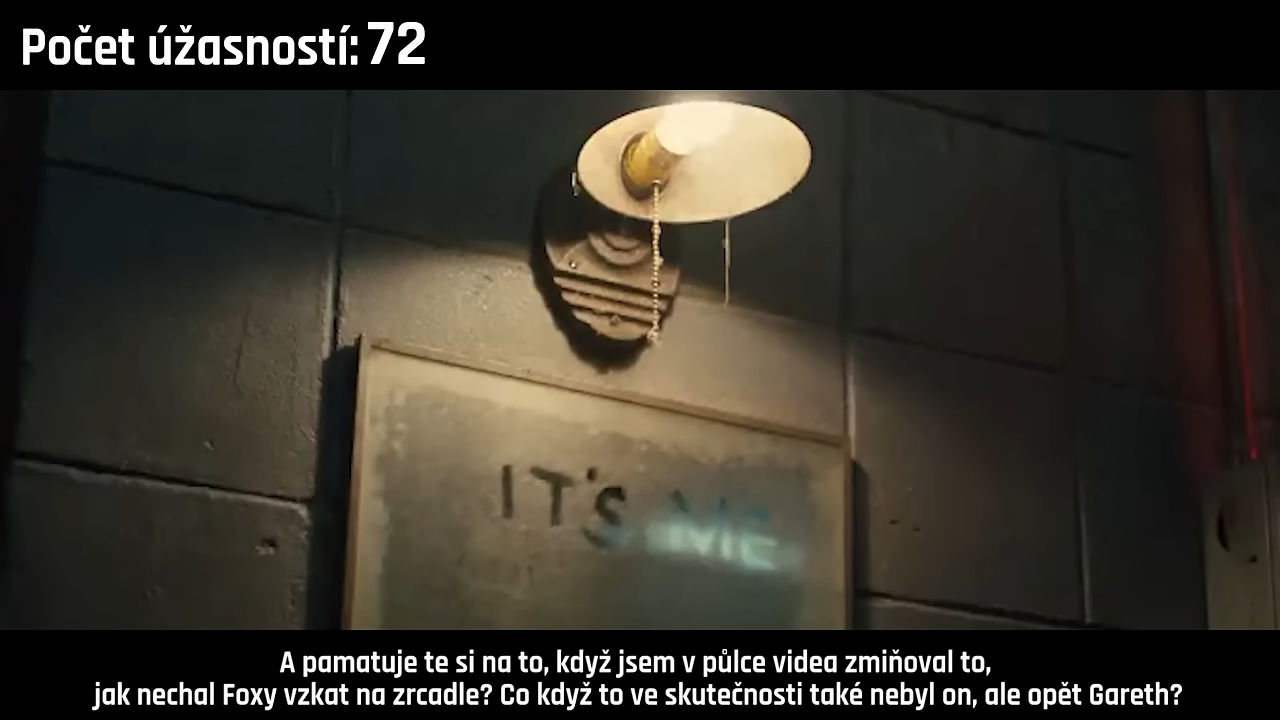 Počet úžasností: 72
IT'S ME
A pamatuje te si na to, když jsem v půlce videa zmiňoval to,
jak nechal Foxy vzkat na zrcadle? Co když to ve skutečnosti také nebyl on, ale opět Gareth?